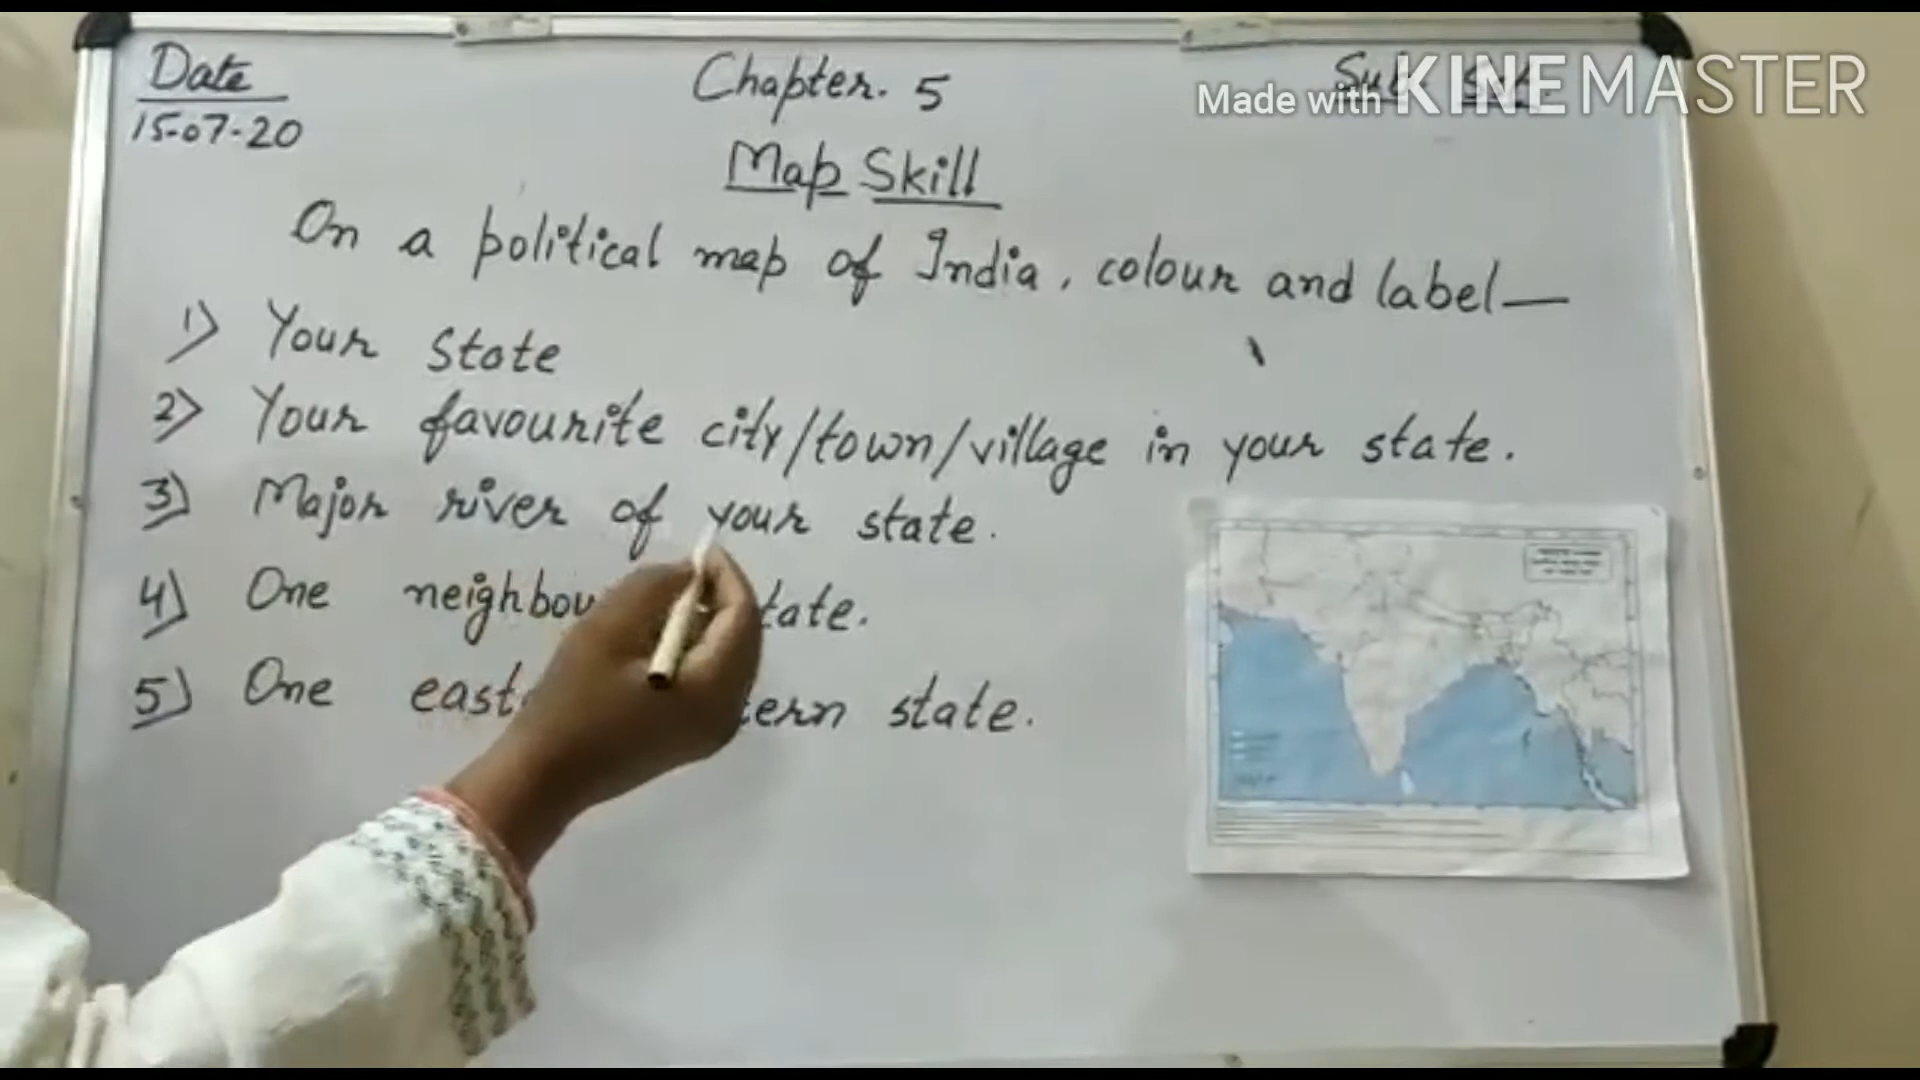 Date
15-07-20
Chapter. 5
Made with KINEMASTER
Map Skill
On a political map of India, colour and label—
1) Your state
2) Your favourite city/town/village in your state.
3) Major river of your state.
4) One neighbou tate.
5) One east tern state.